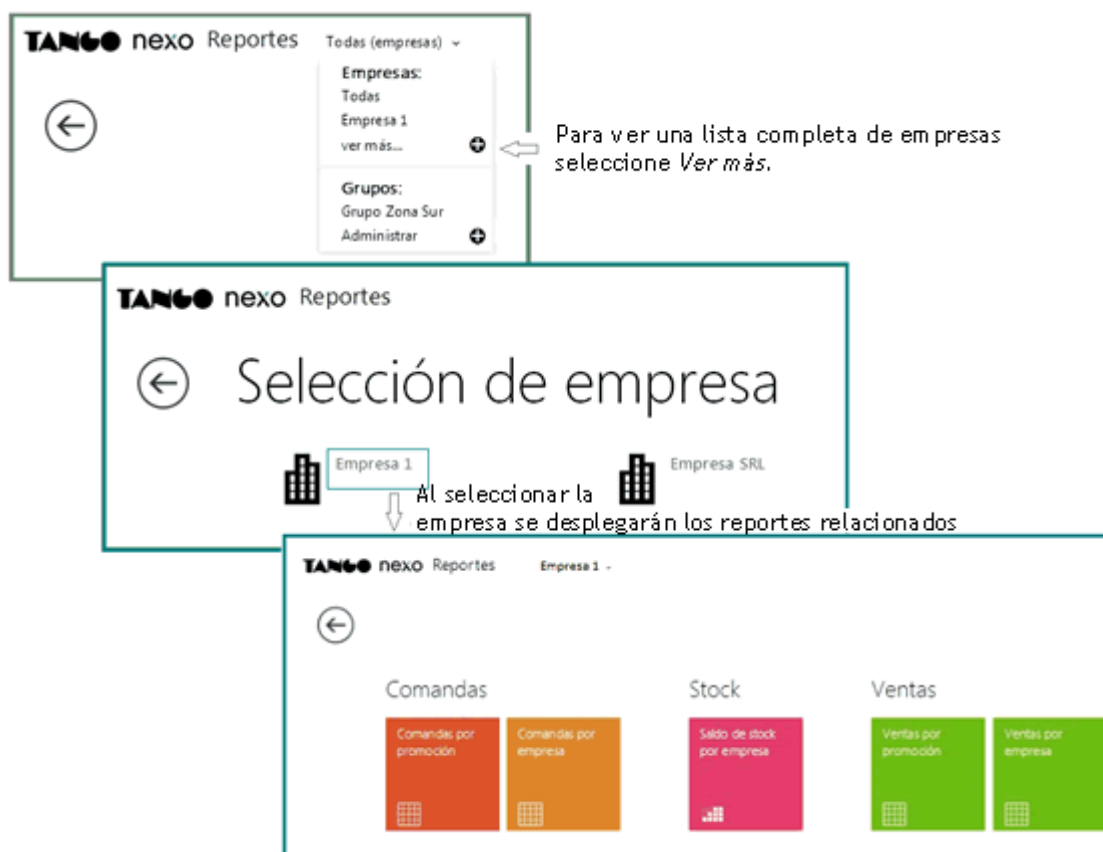 TANGO nexo Reportes Todas (empresas)
Empresas:
Todas
Empresa 1
ver más...
Para ver una lista completa de empresas
seleccione Ver más.
Grupos:
Grupo Zona Sur
Administrar
TANGO nexo Reportes
Selección de empresa
Empresa 1
Empresa SRL
Al seleccionar la
empresa se desplegarán los reportes relacionados
TANGO nexo Reportes Empresa 1
Comandas
Stock
Ventas
Comandas por
promoción
Comandas por
empresa
Saldo de stock
por empresa
Ventas por
promoción
Ventas por
empresa